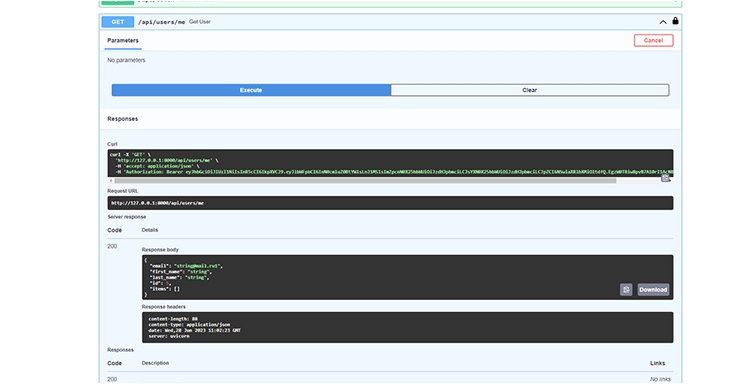 GET /api/users/me Get User
Parameters
Cancel
No parameters
Execute
Clear
Responses
Curl
curl -X 'GET' \
'http://127.0.0.1:8000/api/users/me' \
-H 'accept: application/json' \
-H 'Authorization: Bearer
Request URL
http://127.0.0.1:8000/api/users/me
Server response
Code Details
200
Response body
{
"email": "string@mail.ru1",
"first_name": "string",
"last_name": "string",
"id": 5,
"items": []
}
Download
Response headers
content-length: 88
content-type: application/json
date: Wed,28 Jun 2023 11:02:23 GMT
server: uvicorn
Responses
Code Description Links
200 No links